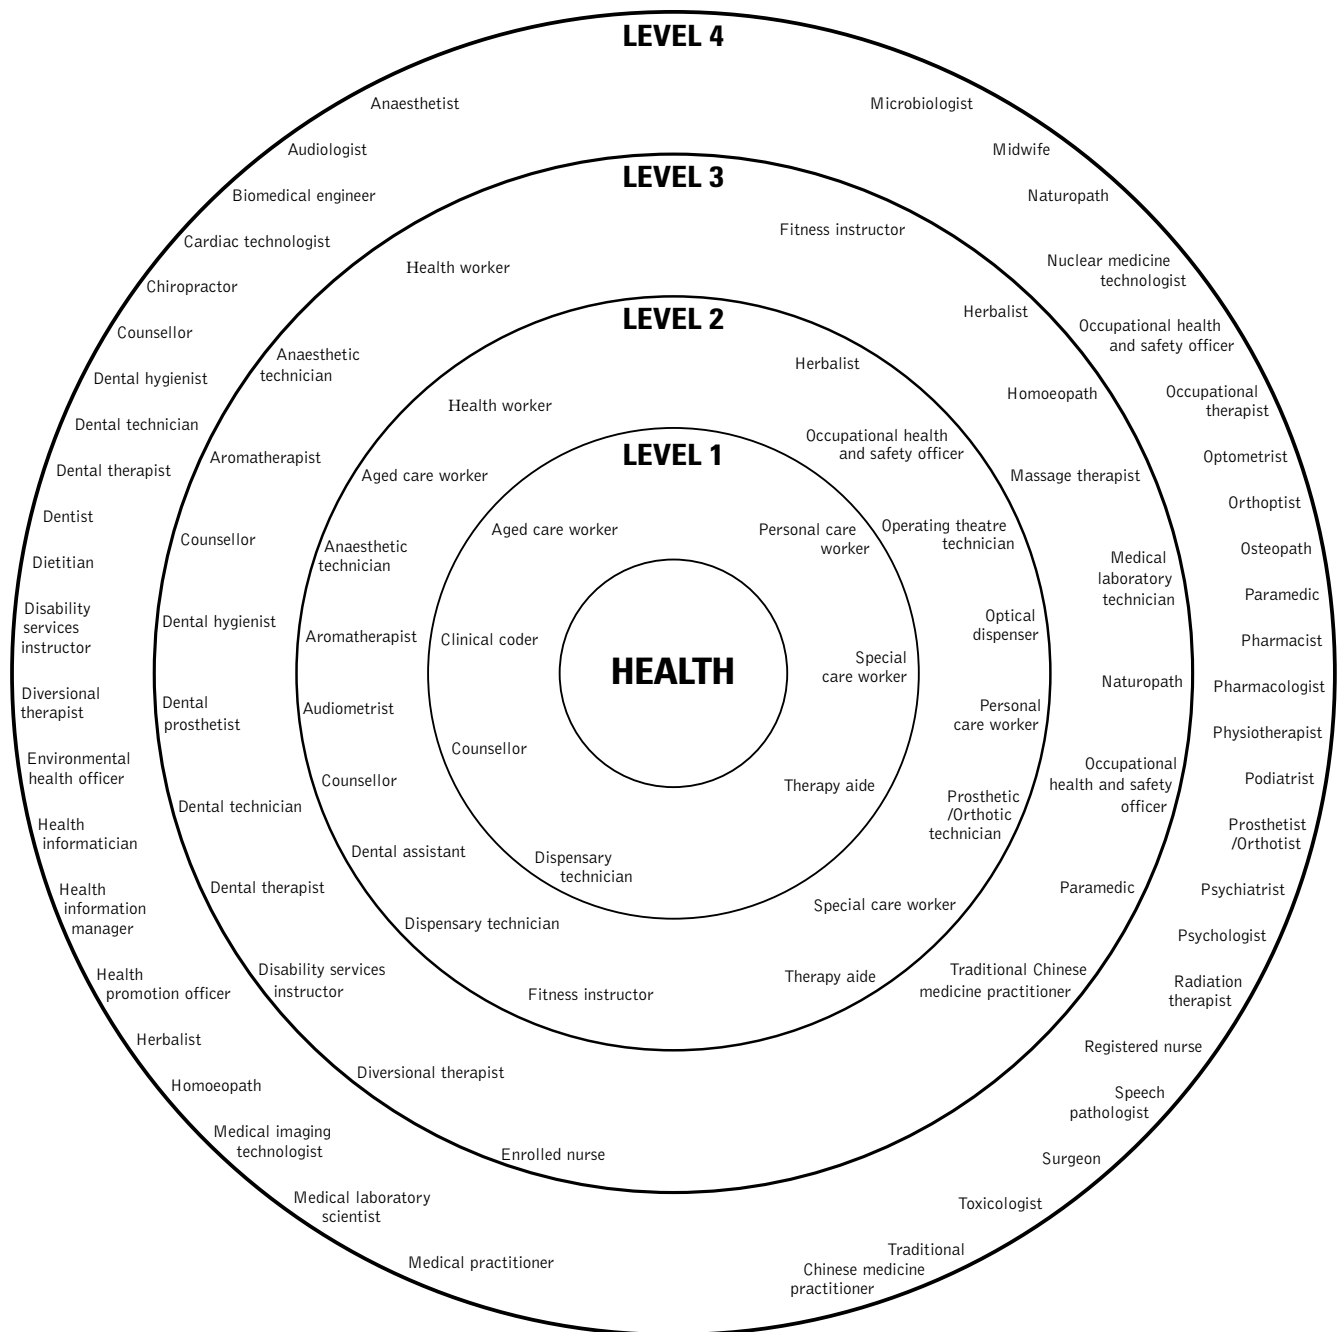 LEVEL 4
Anaesthetist
Audiologist
Biomedical engineer
Cardiac technologist
Chiropractor
Counsellor
Dental hygienist
Dental technician
Dental therapist
Dentist
Dietitian
Disability
services
instructor
Diversional
therapist
Environmental
health officer
Health
informatician
Health
information
manager
Health
promotion officer
Herbalist
Homoeopath
Medical imaging
technologist
Medical laboratory
scientist
Medical practitioner
Microbiologist
Midwife
Naturopath
Nuclear medicine
technologist
Occupational health
and safety officer
Occupational
therapist
Optometrist
Orthoptist
Osteopath
Paramedic
Pharmacist
Pharmacologist
Physiotherapist
Podiatrist
Prosthetist
/Orthotist
Psychiatrist
Psychologist
Radiation
therapist
Registered nurse
Speech
pathologist
Surgeon
Toxicologist
Traditional
Chinese medicine
practitioner
LEVEL 3
Health worker
Anaesthetic
technician
Aromatherapist
Counsellor
Dental hygienist
Dental
prosthetist
Dental technician
Dental therapist
Disability services
instructor
Diversional therapist
Enrolled nurse
Fitness instructor
Herbalist
Homoeopath
Massage therapist
Medical
laboratory
technician
Naturopath
Occupational
health and safety
officer
Paramedic
Traditional Chinese
medicine practitioner
LEVEL 2
Health worker
Aged care worker
Anaesthetic
technician
Aromatherapist
Audiometrist
Counsellor
Dental assistant
Dispensary technician
Fitness instructor
Herbalist
Occupational health
and safety officer
Operating theatre
technician
Optical
dispenser
Personal
care worker
Prosthetic
/Orthotic
technician
Special care worker
Therapy aide
LEVEL 1
Aged care worker
Clinical coder
Counsellor
Dispensary
technician
Personal care
worker
Special
care worker
Therapy aide
HEALTH